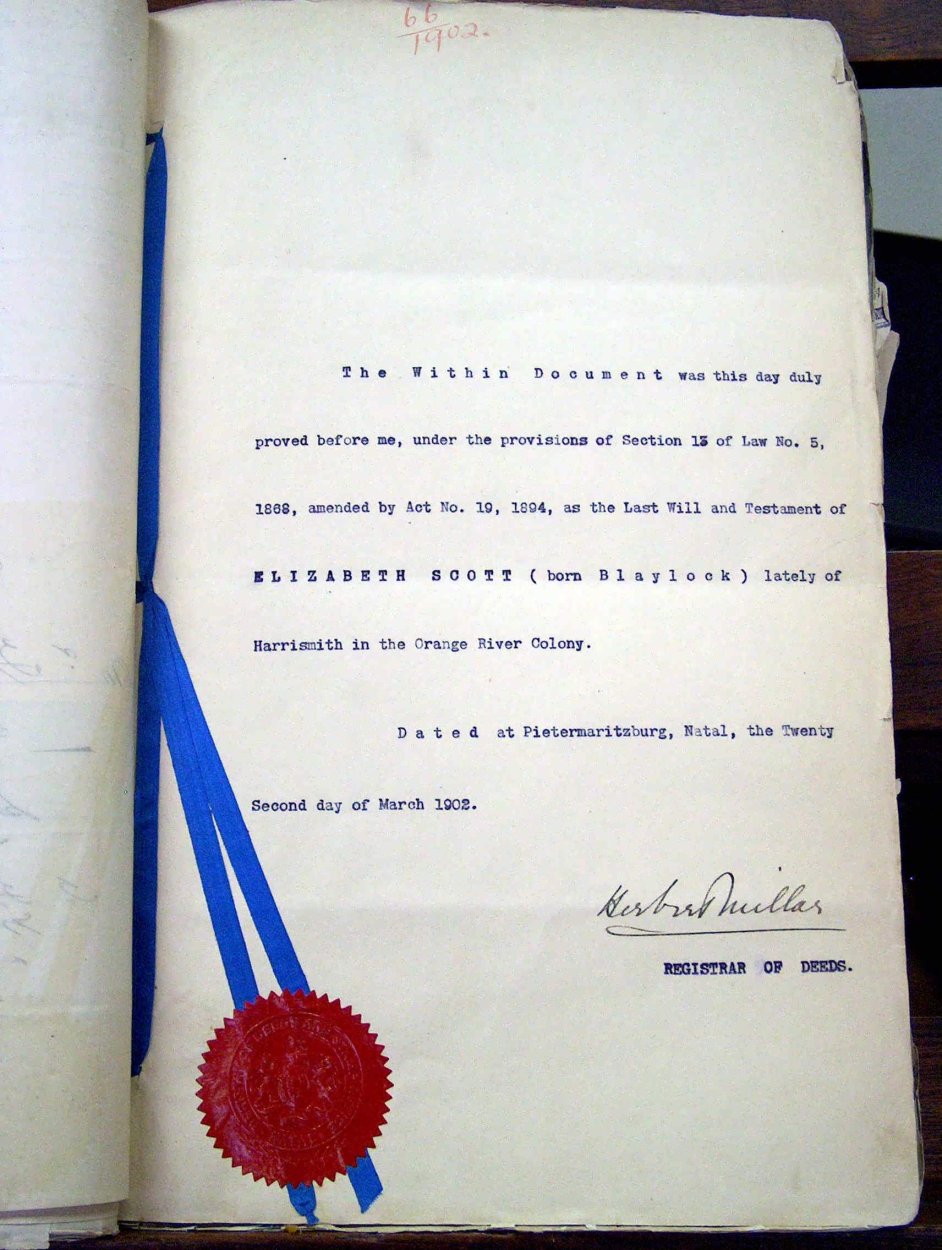 66
1902.
The Within Document was this day duly
proved before me, under the provisions of Section 13 of Law No. 5,
1868, amended by Act No. 19, 1894, as the Last Will and Testament of
ELIZABETH SCOTT (born Blaylock) lately of
Harrismith in the Orange River Colony.
Dated at Pietermaritzburg, Natal, the Twenty
Second day of March 1902.
Herbert Millar
REGISTRAR OF DEEDS.